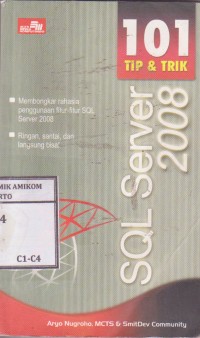 101
TIP & TRIK
Membongkar rahasia
penggunaan fitur-fitur SQL
Server 2008
Ringan, santai, dan
langsung bisa!
SQL Server 2008
MIK AMIKOM
RTO
4
C1-C4
Aryo Nugroho, MCTS & SmitDev Community